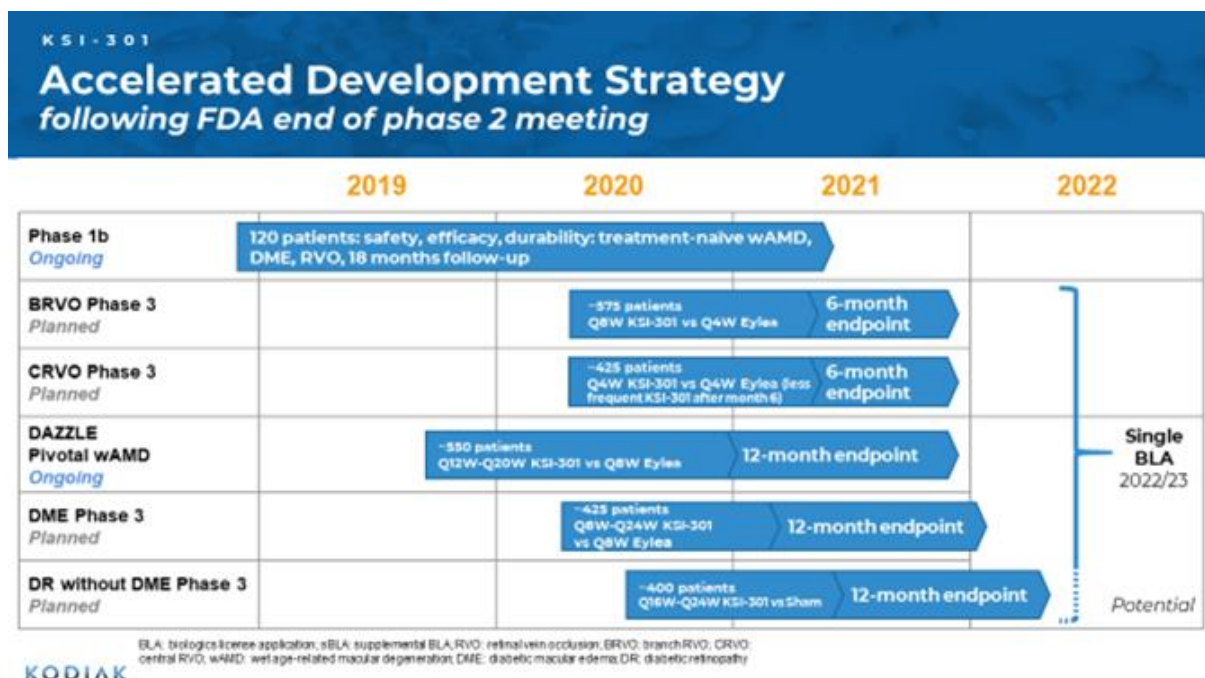 KSI-301
Accelerated Development Strategy
following FDA end of phase 2 meeting
2019 2020 2021 2022
Phase 1b
Ongoing
120 patients: safety, efficacy, durability: treatment-naïve wAMD,
DME, RVO, 18 months follow-up
BRVO Phase 3
Planned
~575 patients
Q8W KSI-301 vs Q4W Eylea
6-month
endpoint
CRVO Phase 3
Planned
~425 patients
Q4W KSI-301 vs Q4W Eylea (less
frequent KSI-301 after month 6)
6-month
endpoint
DAZZLE
Pivotal wAMD
Ongoing
~550 patients
Q12W-Q20W KSI-301 vs Q8W Eylea
12-month endpoint
DME Phase 3
Planned
~425 patients
Q8W-Q24W KSI-301
vs Q8W Eylea
12-month endpoint
DR without DME Phase 3
Planned
~400 patients
Q16W-Q24W KSI-301 vs Sham
12-month endpoint
Single
BLA
2022/23
Potential
BLA: biologics license application; sBLA: supplemental BLA; RVO: retinal vein occlusion; BRVO: branch RVO; CRVO:
central RVO; wAMD: wet age-related macular degeneration; DME: diabetic macular edema; DR: diabetic retinopathy
KODIAK